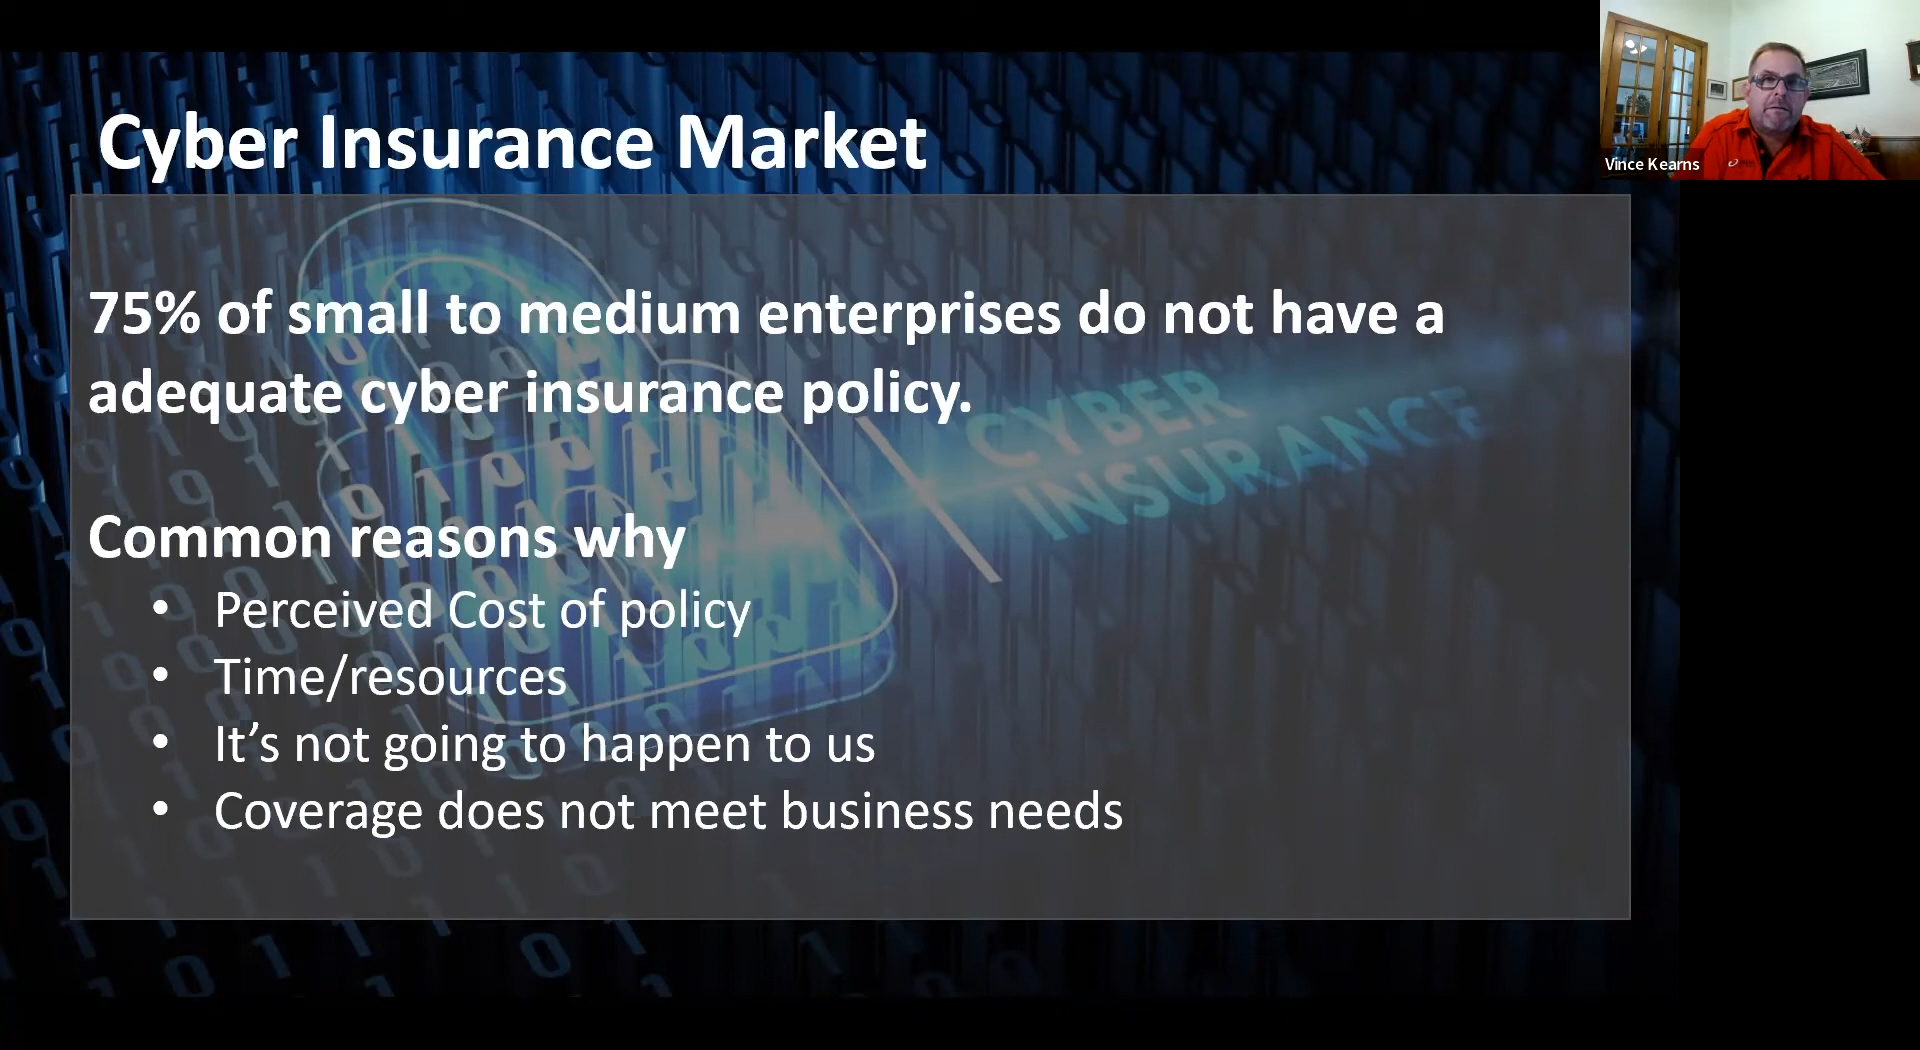 Cyber Insurance Market
75% of small to medium enterprises do not have a
adequate cyber insurance policy.
CYBER
INSURANCE
Common reasons why
• Perceived Cost of policy
• Time/resources
• It's not going to happen to us
• Coverage does not meet business needs
Vince Kearns